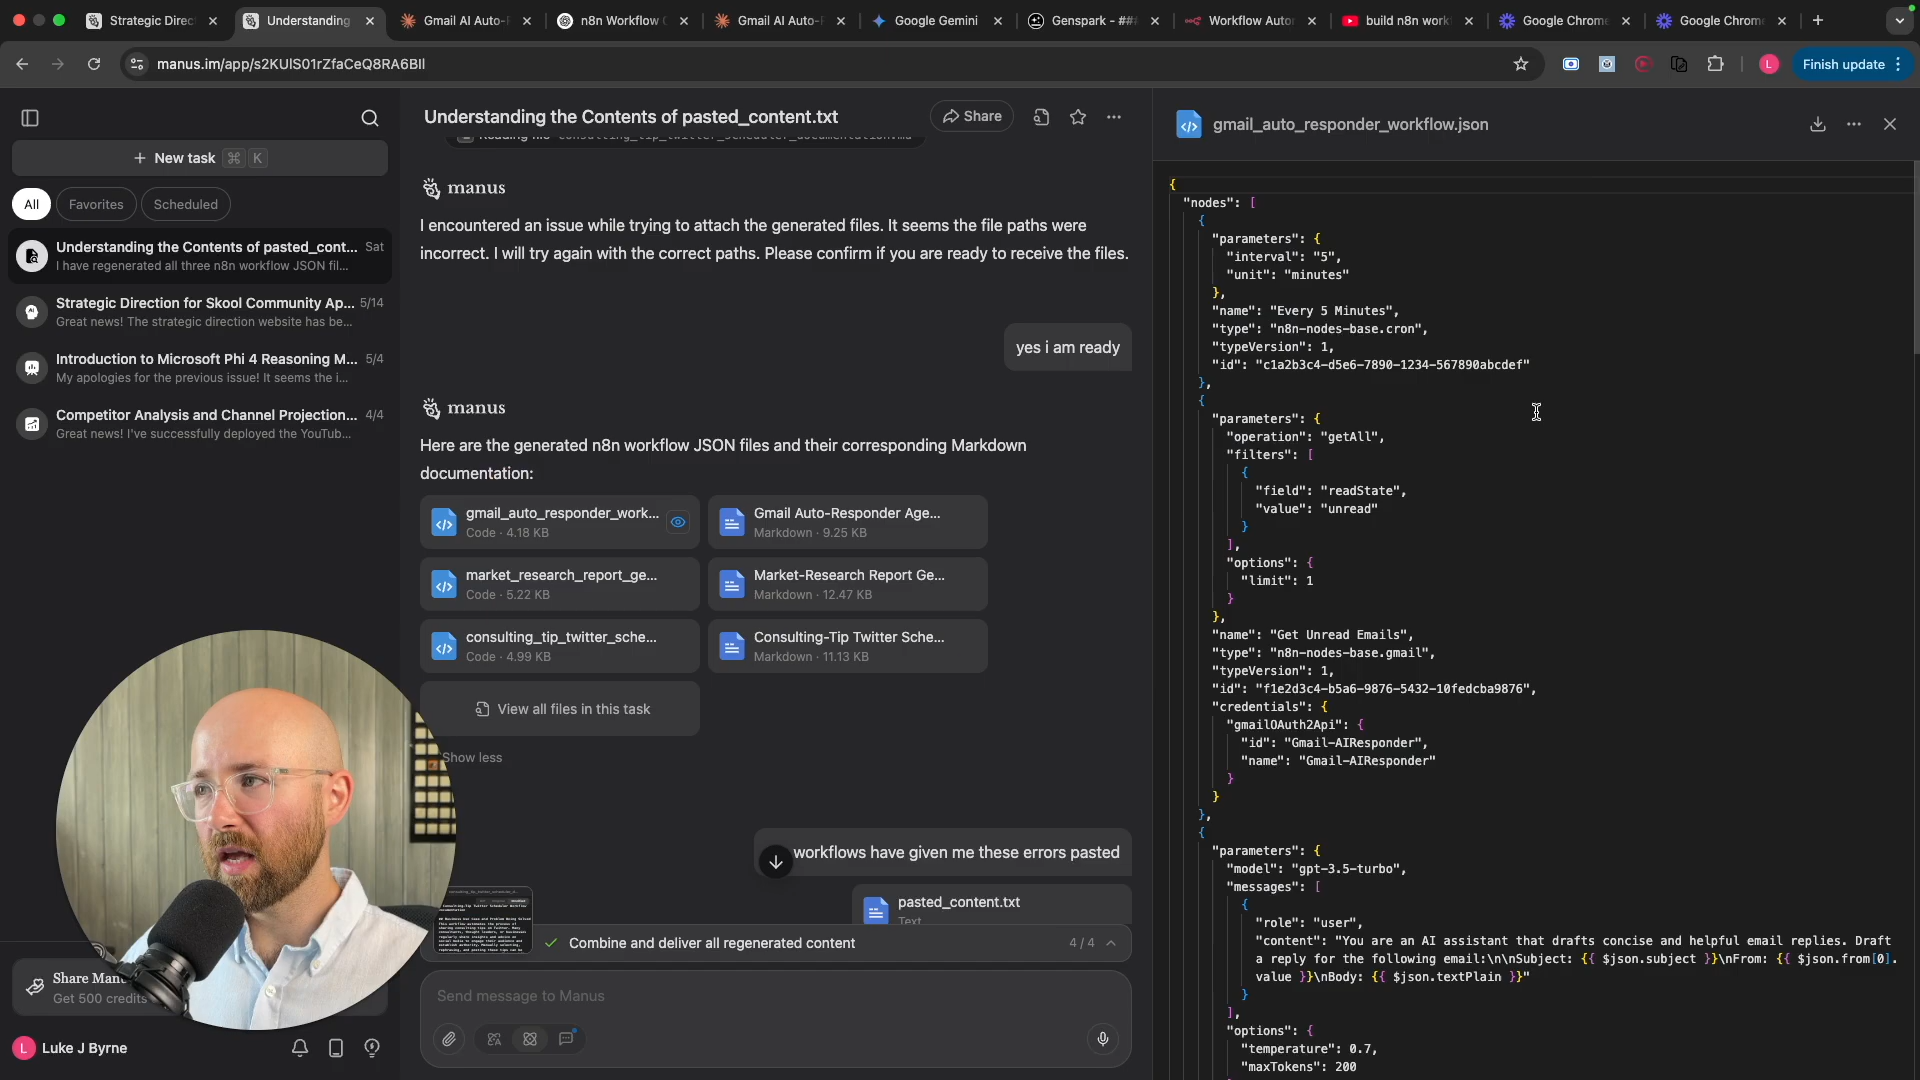 Strategic Direc
Understanding
Gmail AI Auto-F
n8n Workflow
Gmail AI Auto-F
Google Gemini
Genspark - ###
Workflow Autor
build n8n work
Google Chrome
Google Chrom
manus.im/app/s2KUlS01rZfaCeQ8RA6BIl
L
Finish update
New task ⌘ K
All
Favorites
Scheduled
Understanding the Contents of pasted_cont... Sat
I have regenerated all three n8n workflow JSON fil...
Strategic Direction for Skool Community Ap... 5/14
Great news! The strategic direction website has be...
Introduction to Microsoft Phi 4 Reasoning M... 5/4
My apologies for the previous issue! It seems the i...
Competitor Analysis and Channel Projection... 4/4
Great news! I've successfully deployed the YouTub...
Share Manu
Get 500 credits
L Luke J Byrne
Understanding the Contents of pasted_content.txt
Share
manus
I encountered an issue while trying to attach the generated files. It seems the file paths were
incorrect. I will try again with the correct paths. Please confirm if you are ready to receive the files.
yes i am ready
manus
Here are the generated n8n workflow JSON files and their corresponding Markdown
documentation:
gmail_auto_responder_work...
Code · 4.18 KB
Gmail Auto-Responder Age...
Markdown · 9.25 KB
market_research_report_ge...
Code · 5.22 KB
Market-Research Report Ge...
Markdown · 12.47 KB
consulting_tip_twitter_sche...
Code · 4.99 KB
Consulting-Tip Twitter Sche...
Markdown · 11.13 KB
View all files in this task
Show less
workflows have given me these errors pasted
pasted_content.txt
Text
Combine and deliver all regenerated content 4 / 4
Send message to Manus
gmail_auto_responder_workflow.json
{
"nodes": [
{
"parameters": {
"interval": "5",
"unit": "minutes"
},
"name": "Every 5 Minutes",
"type": "n8n-nodes-base.cron",
"typeVersion": 1,
"id": "c1a2b3c4-d5e6-7890-1234-567890abcdef"
},
{
"parameters": {
"operation": "getAll",
"filters": [
{
"field": "readState",
"value": "unread"
}
],
"options": {
"limit": 1
}
},
"name": "Get Unread Emails",
"type": "n8n-nodes-base.gmail",
"typeVersion": 1,
"id": "f1e2d3c4-b5a6-9876-5432-10fedcba9876",
"credentials": {
"gmailOAuth2Api": {
"id": "Gmail-AIResponder",
"name": "Gmail-AIResponder"
}
}
},
{
"parameters": {
"model": "gpt-3.5-turbo",
"messages": [
{
"role": "user",
"content": "You are an AI assistant that drafts concise and helpful email replies. Draft
a reply for the following email:\n\nSubject: {{ $json.subject }}\nFrom: {{ $json.from[0].
value }}\nBody: {{ $json.textPlain }}"
}
],
"options": {
"temperature": 0.7,
"maxTokens": 200